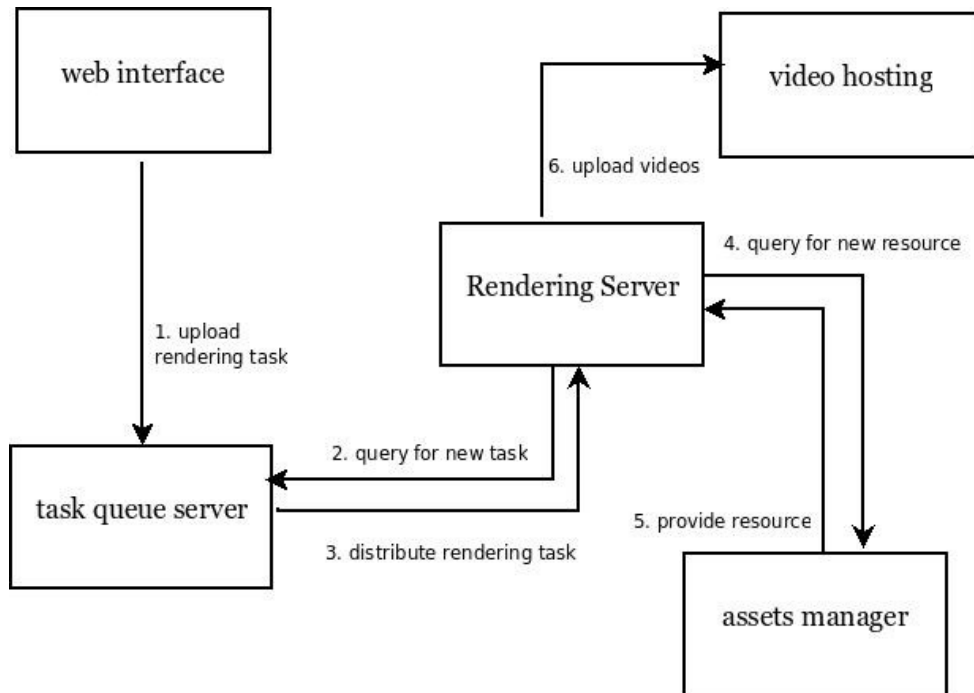 web interface
video hosting
6. upload videos
4. query for new resource
Rendering Server
1. upload
rendering task
2. query for new task
task queue server
3. distribute rendering task
5. provide resource
assets manager